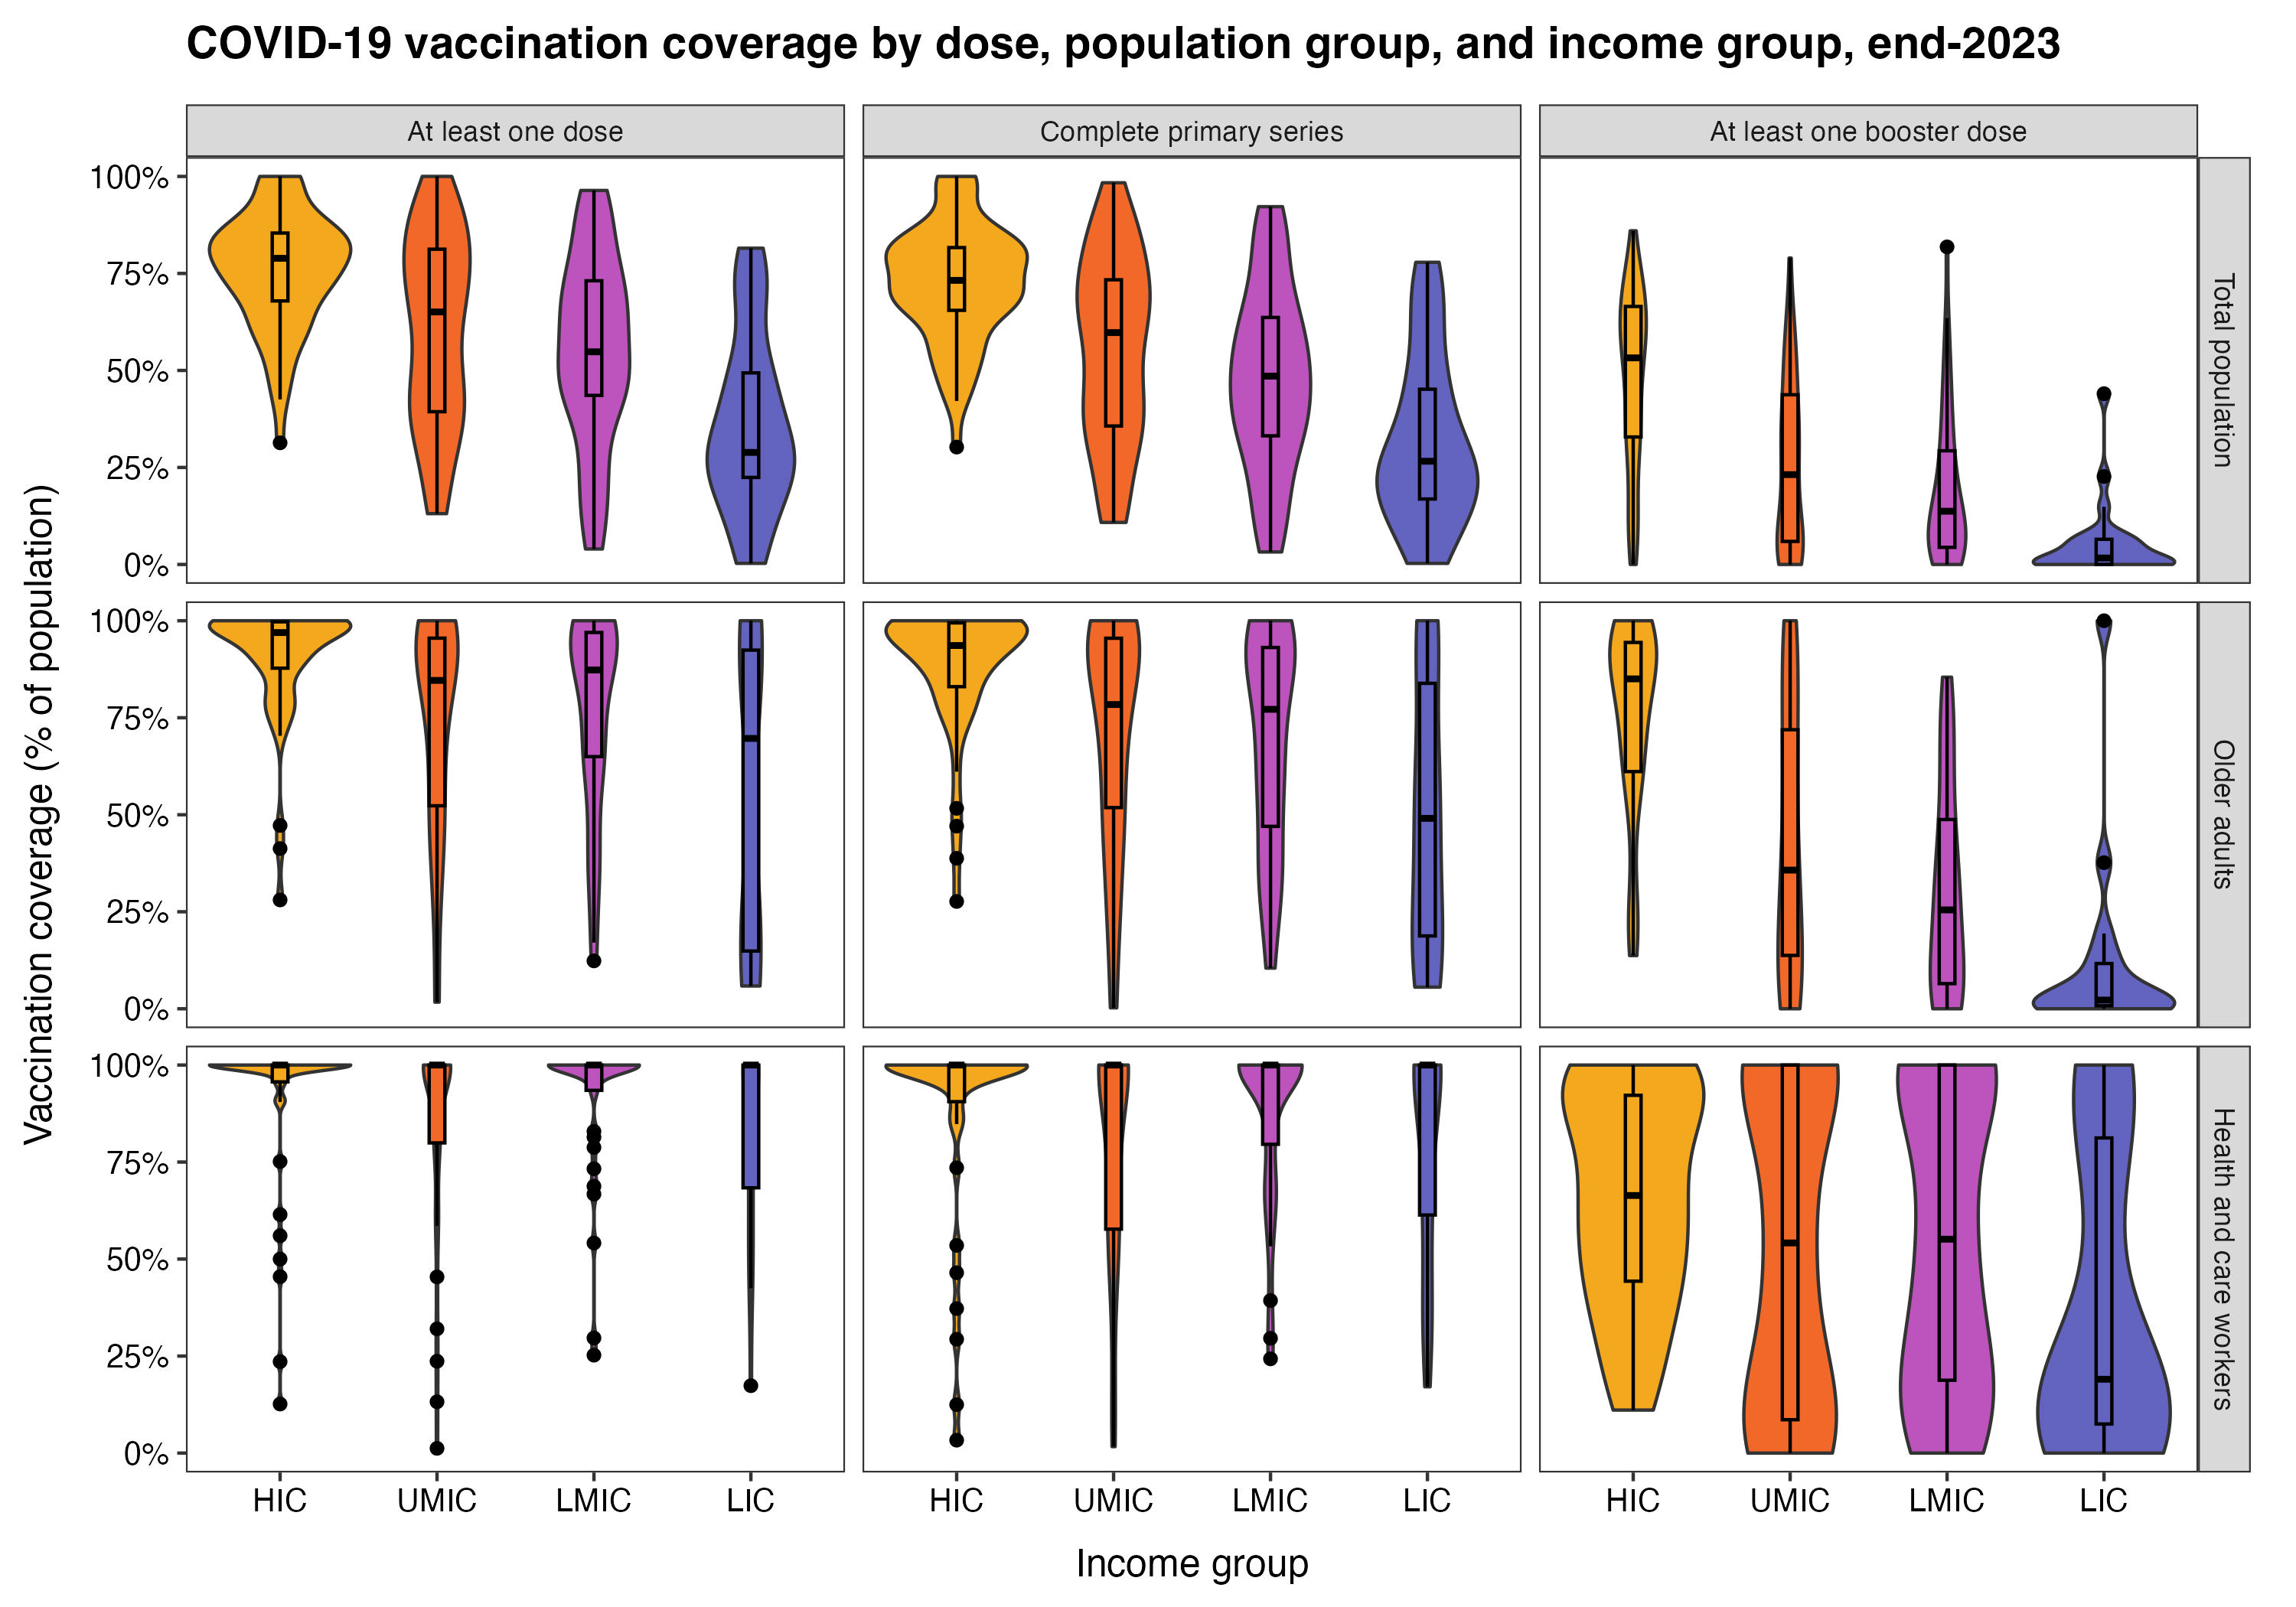 COVID-19 vaccination coverage by dose, population group, and income group, end-2023
At least one dose
Complete primary series
At least one booster dose
Vaccination coverage (% of population)
100%
75%
50%
25%
0%
Total population
100%
75%
50%
25%
0%
Older adults
100%
75%
50%
25%
0%
Health and care workers
HIC UMIC LMIC LIC
HIC UMIC LMIC LIC
HIC UMIC LMIC LIC
Income group